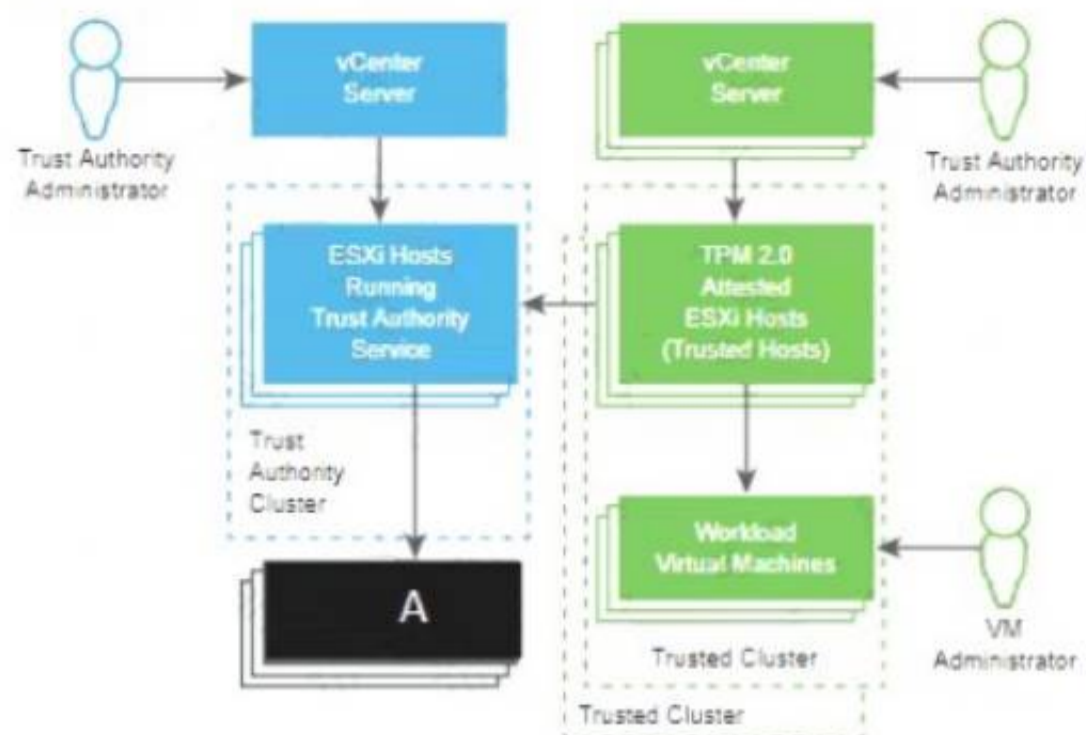 vCenter
Server
vCenter
Server
Trust Authority
Administrator
Trust Authority
Administrator
ESXi Hosts
Running
Trust Authority
Service
TPM 2.0
Attested
ESXi Hosts
(Trusted Hosts)
Trust
Authority
Cluster
A
Workload
Virtual Machines
VM
Administrator
Trusted Cluster
Trusted Cluster